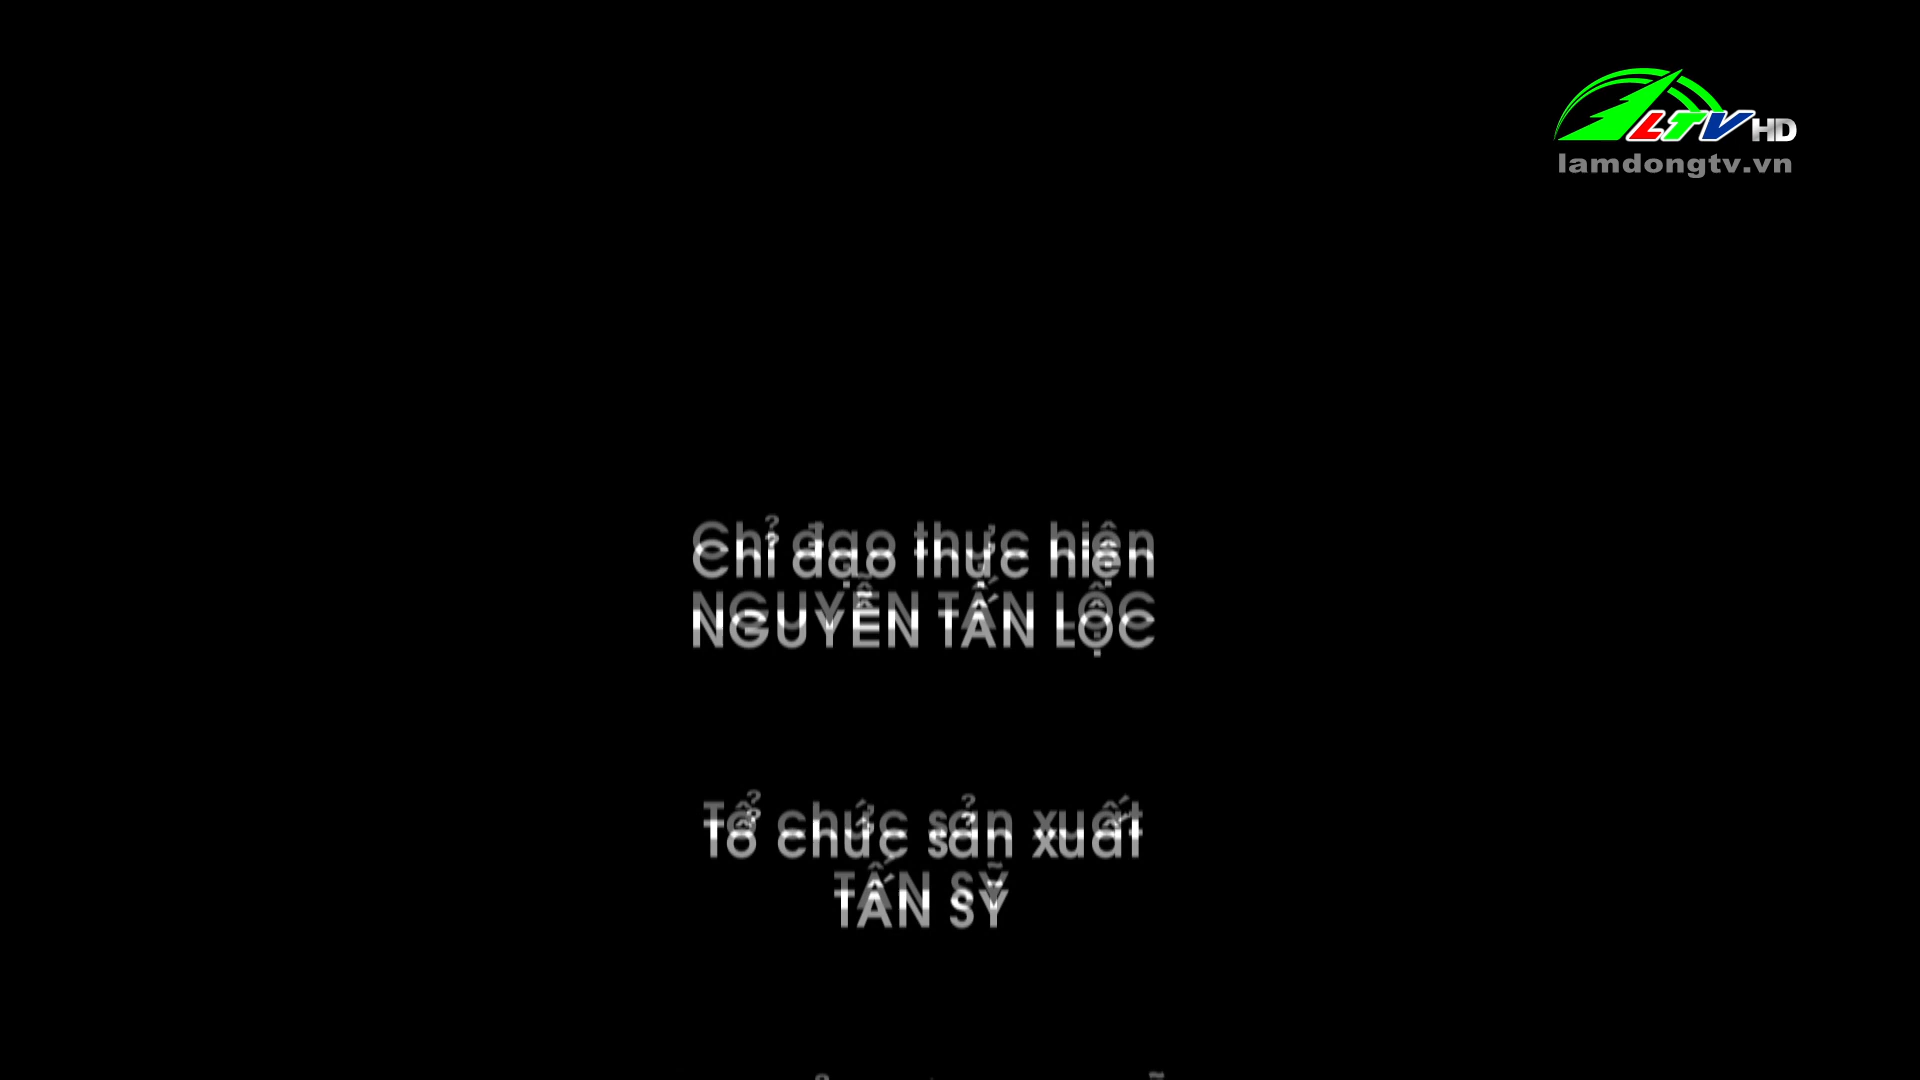 LTV HD
lamdongtv.vn
Chỉ đạo thực hiện
NGUYỄN TẤN LỘC
Tổ chức sản xuất
TẤN SỸ